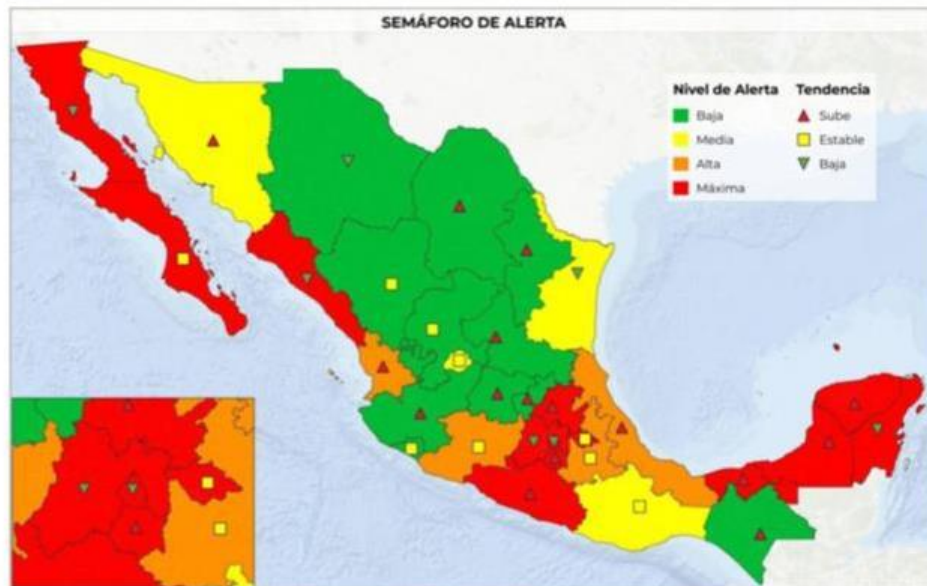 SEMÁFORO DE ALERTA
Nivel de Alerta
Baja
Media
Alta
Máxima
Tendencia
Sube
Estable
Baja